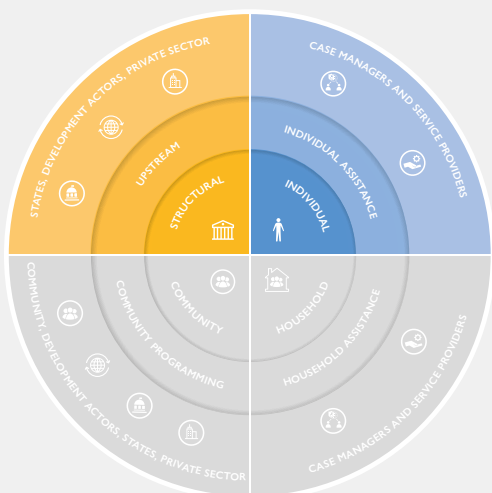 STATES, DEVELOPMENT ACTORS, PRIVATE SECTOR
UPSTREAM
STRUCTURAL
CASE MANAGERS AND SERVICE PROVIDERS
INDIVIDUAL ASSISTANCE
INDIVIDUAL
COMMUNITY
COMMUNITY PROGRAMMING
COMMUNITY, DEVELOPMENT ACTORS, STATES, PRIVATE SECTOR
HOUSEHOLD
HOUSEHOLD ASSISTANCE
CASE MANAGERS AND SERVICE PROVIDERS